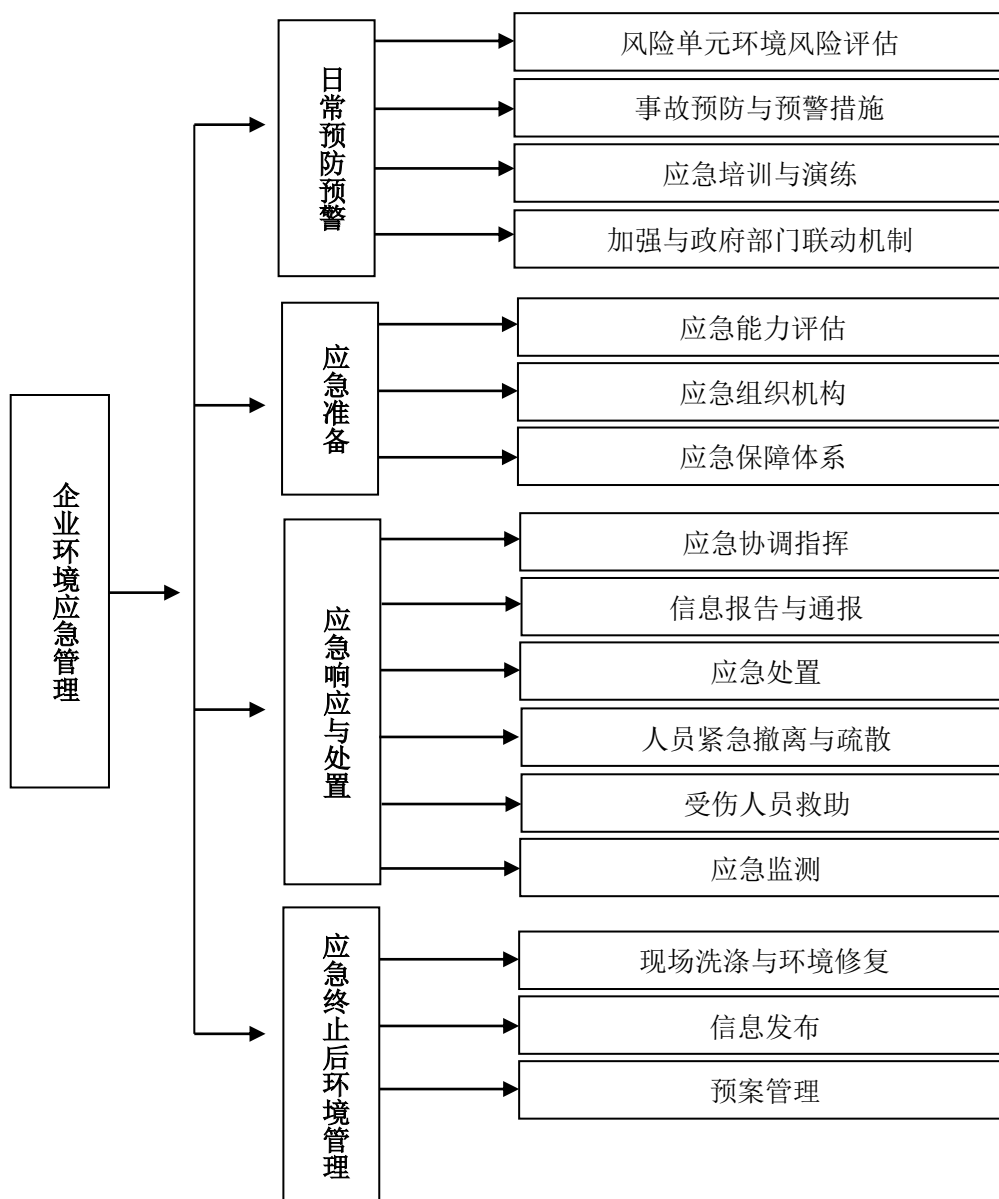 企业环境应急管理
日常预防预警
风险单元环境风险评估
事故预防与预警措施
应急培训与演练
加强与政府部门联动机制
应急准备
应急能力评估
应急组织机构
应急保障体系
应急响应与处置
应急协调指挥
信息报告与通报
应急处置
人员紧急撤离与疏散
受伤人员救助
应急监测
应急终止后环境管理
现场洗涤与环境修复
信息发布
预案管理